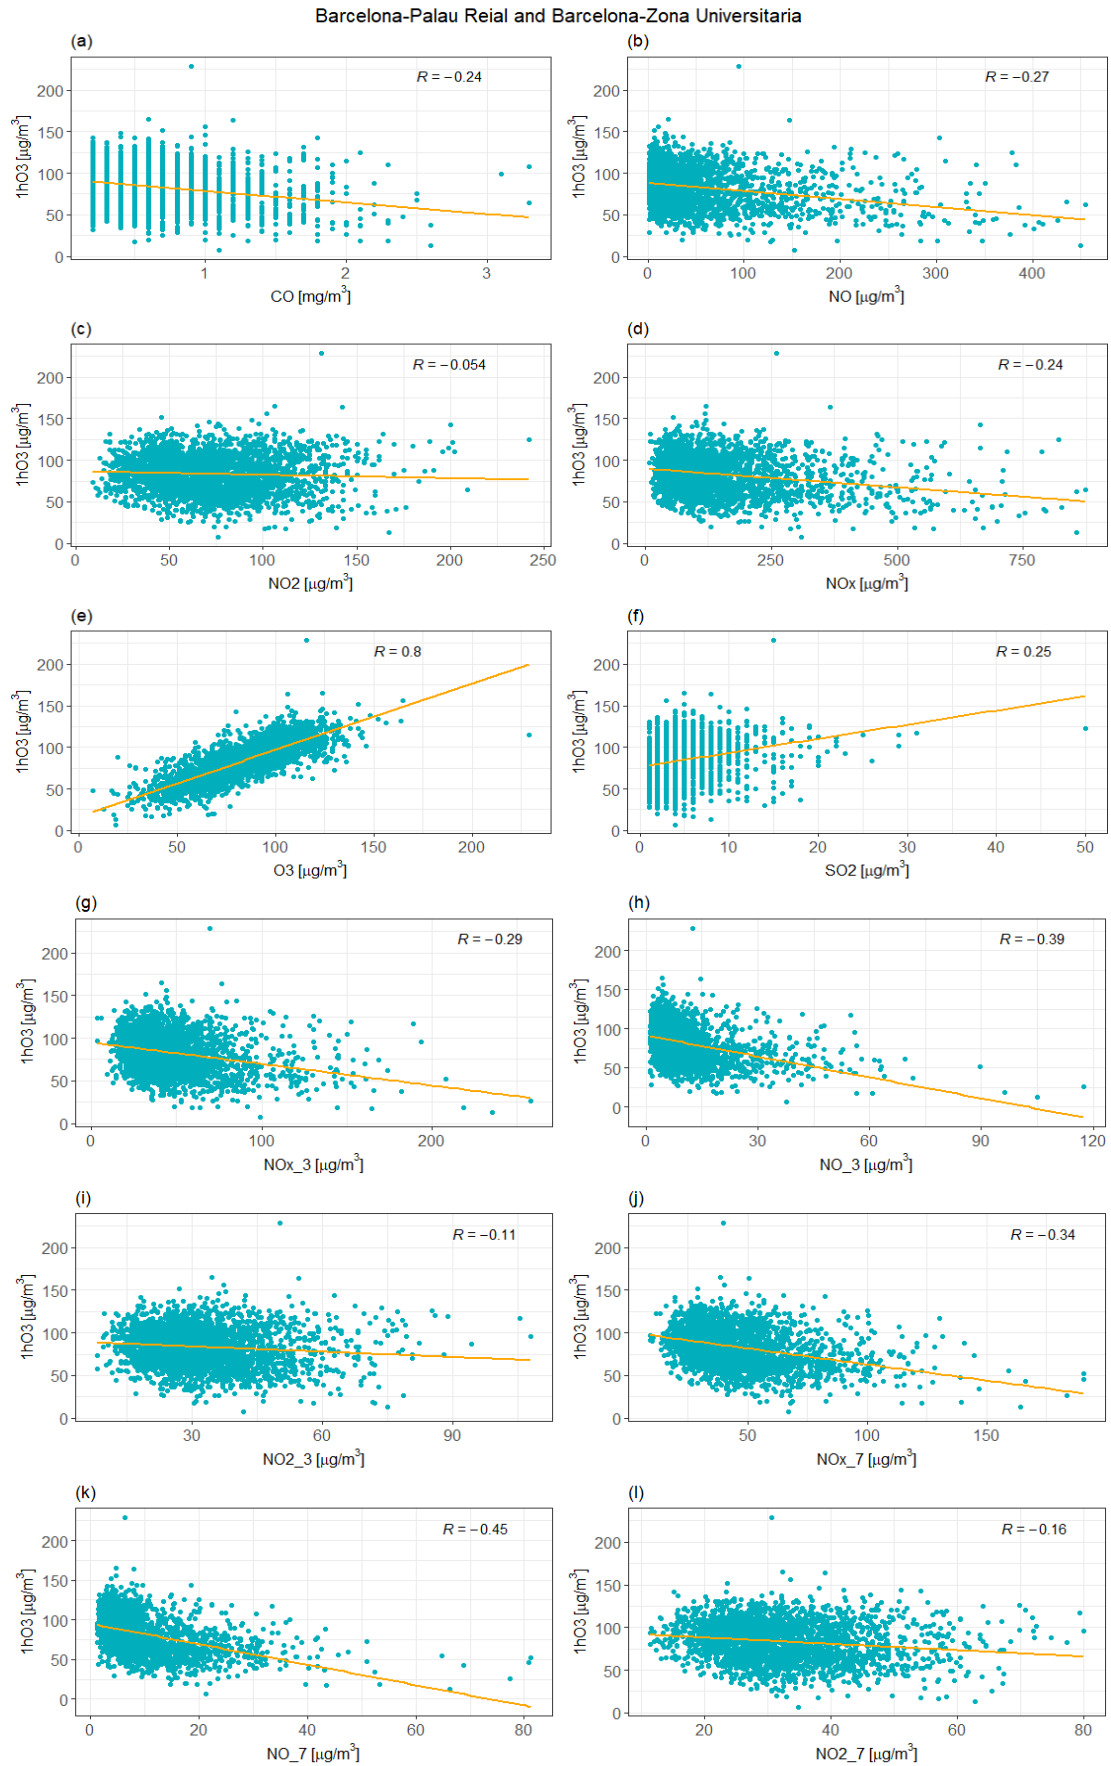 Barcelona-Palau Reial and Barcelona-Zona Universitaria
(a) (b)
R = −0.24
R = −0.27
1hO3 [μg/m³]
200
150
100
50
0
1 2 3
CO [mg/m³]
1hO3 [μg/m³]
200
150
100
50
0
0 100 200 300 400
NO [μg/m³]
(c) (d)
R = −0.054
R = −0.24
1hO3 [μg/m³]
200
150
100
50
0
0 50 100 150 200 250
NO2 [μg/m³]
1hO3 [μg/m³]
200
150
100
50
0
0 250 500 750
NOx [μg/m³]
(e) (f)
R = 0.8
R = 0.25
1hO3 [μg/m³]
200
150
100
50
0
0 50 100 150 200
O3 [μg/m³]
1hO3 [μg/m³]
200
150
100
50
0
0 10 20 30 40 50
SO2 [μg/m³]
(g) (h)
R = −0.29
R = −0.39
1hO3 [μg/m³]
200
150
100
50
0
0 100 200
NOx_3 [μg/m³]
1hO3 [μg/m³]
200
150
100
50
0
0 30 60 90 120
NO_3 [μg/m³]
(i) (j)
R = −0.11
R = −0.34
1hO3 [μg/m³]
200
150
100
50
0
30 60 90
NO2_3 [μg/m³]
1hO3 [μg/m³]
200
150
100
50
0
50 100 150
NOx_7 [μg/m³]
(k) (l)
R = −0.45
R = −0.16
1hO3 [μg/m³]
200
150
100
50
0
0 20 40 60 80
NO_7 [μg/m³]
1hO3 [μg/m³]
200
150
100
50
0
20 40 60 80
NO2_7 [μg/m³]